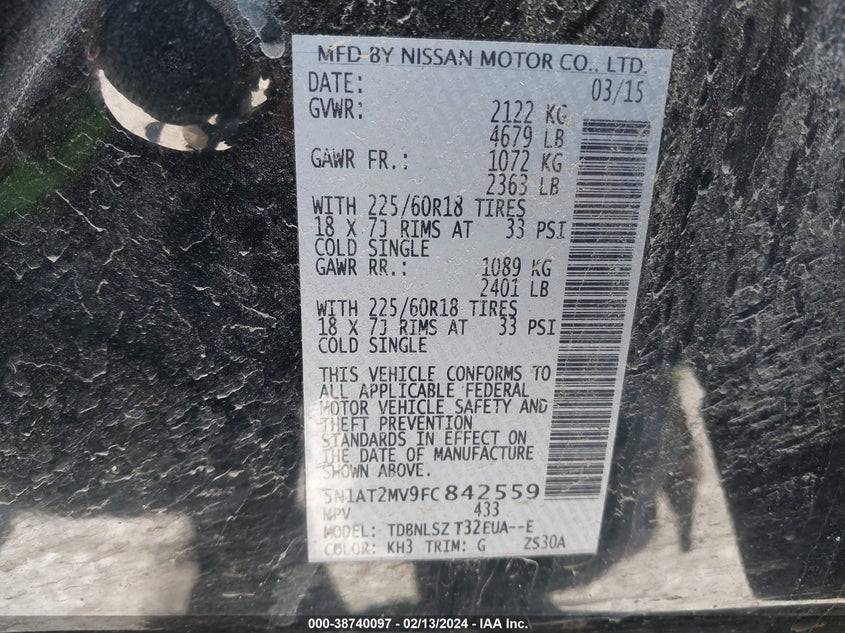 MFD BY NISSAN MOTOR CO., LTD.
DATE: 03/15
GVWR: 2122 KG
4679 LB
GAWR FR.: 1072 KG
2363 LB
WITH 225/60R18 TIRES
18 X 7J RIMS AT 33 PSI
COLD SINGLE
GAWR RR.: 1089 KG
2401 LB
WITH 225/60R18 TIRES
18 X 7J RIMS AT 33 PSI
COLD SINGLE
THIS VEHICLE CONFORMS TO
ALL APPLICABLE FEDERAL
MOTOR VEHICLE SAFETY AND
THEFT PREVENTION
STANDARDS IN EFFECT ON
THE DATE OF MANUFACTURE
SHOWN ABOVE.
5N1AT2MV9FC842559
MPV 433
MODEL: TDBNLSZ T32EUA--E
COLOR: KH3 TRIM: G ZS30A
000-38740097 - 02/13/2024 - IAA Inc.